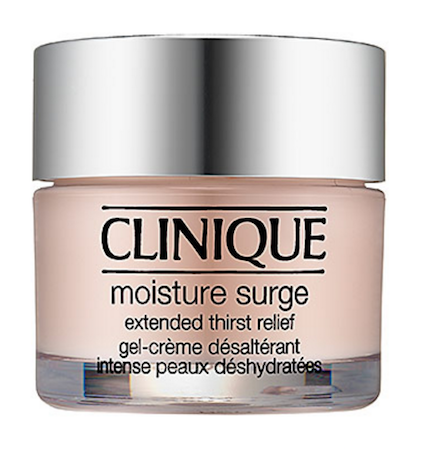 CLINIQUE
moisture surge
extended thirst relief
gel-crème désaltérant
intense peaux déshydratées